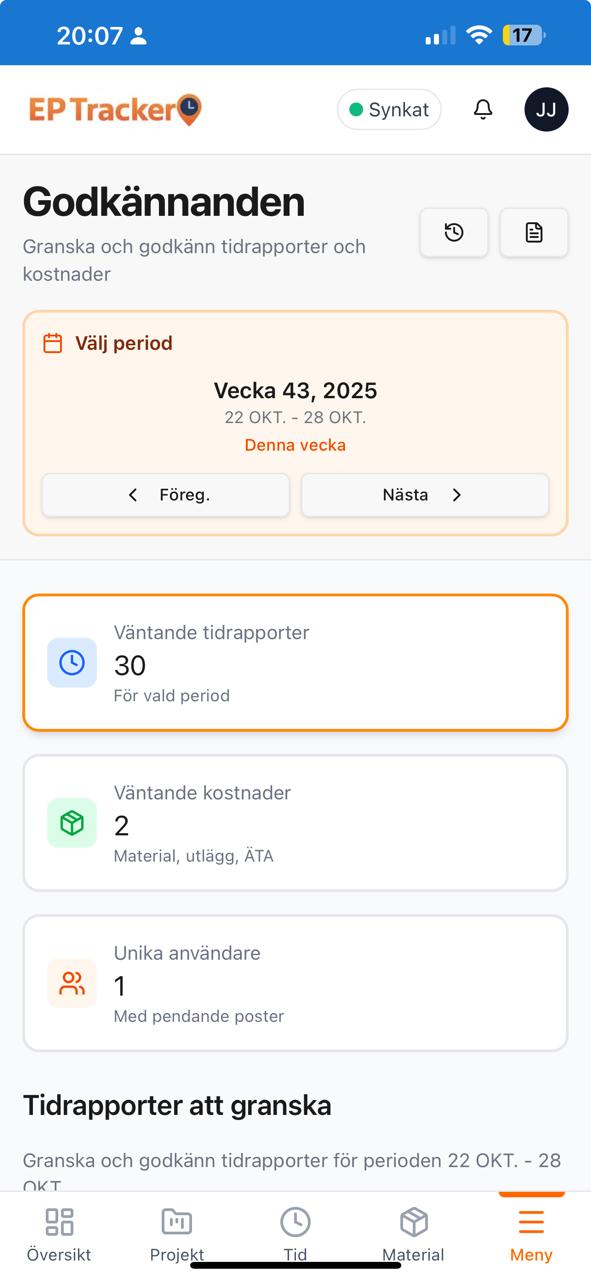 20:07
17
EP Tracker
Synkat
JJ
Godkännanden
Granska och godkänn tidrapporter och
kostnader
Välj period
Vecka 43, 2025
22 OKT. - 28 OKT.
Denna vecka
Föreg.
Nästa
Väntande tidrapporter
30
För vald period
Väntande kostnader
2
Material, utlägg, ÄTA
Unika användare
1
Med pendande poster
Tidrapporter att granska
Granska och godkänn tidrapporter för perioden 22 OKT. - 28
OKT
Översikt
Projekt
Tid
Material
Meny